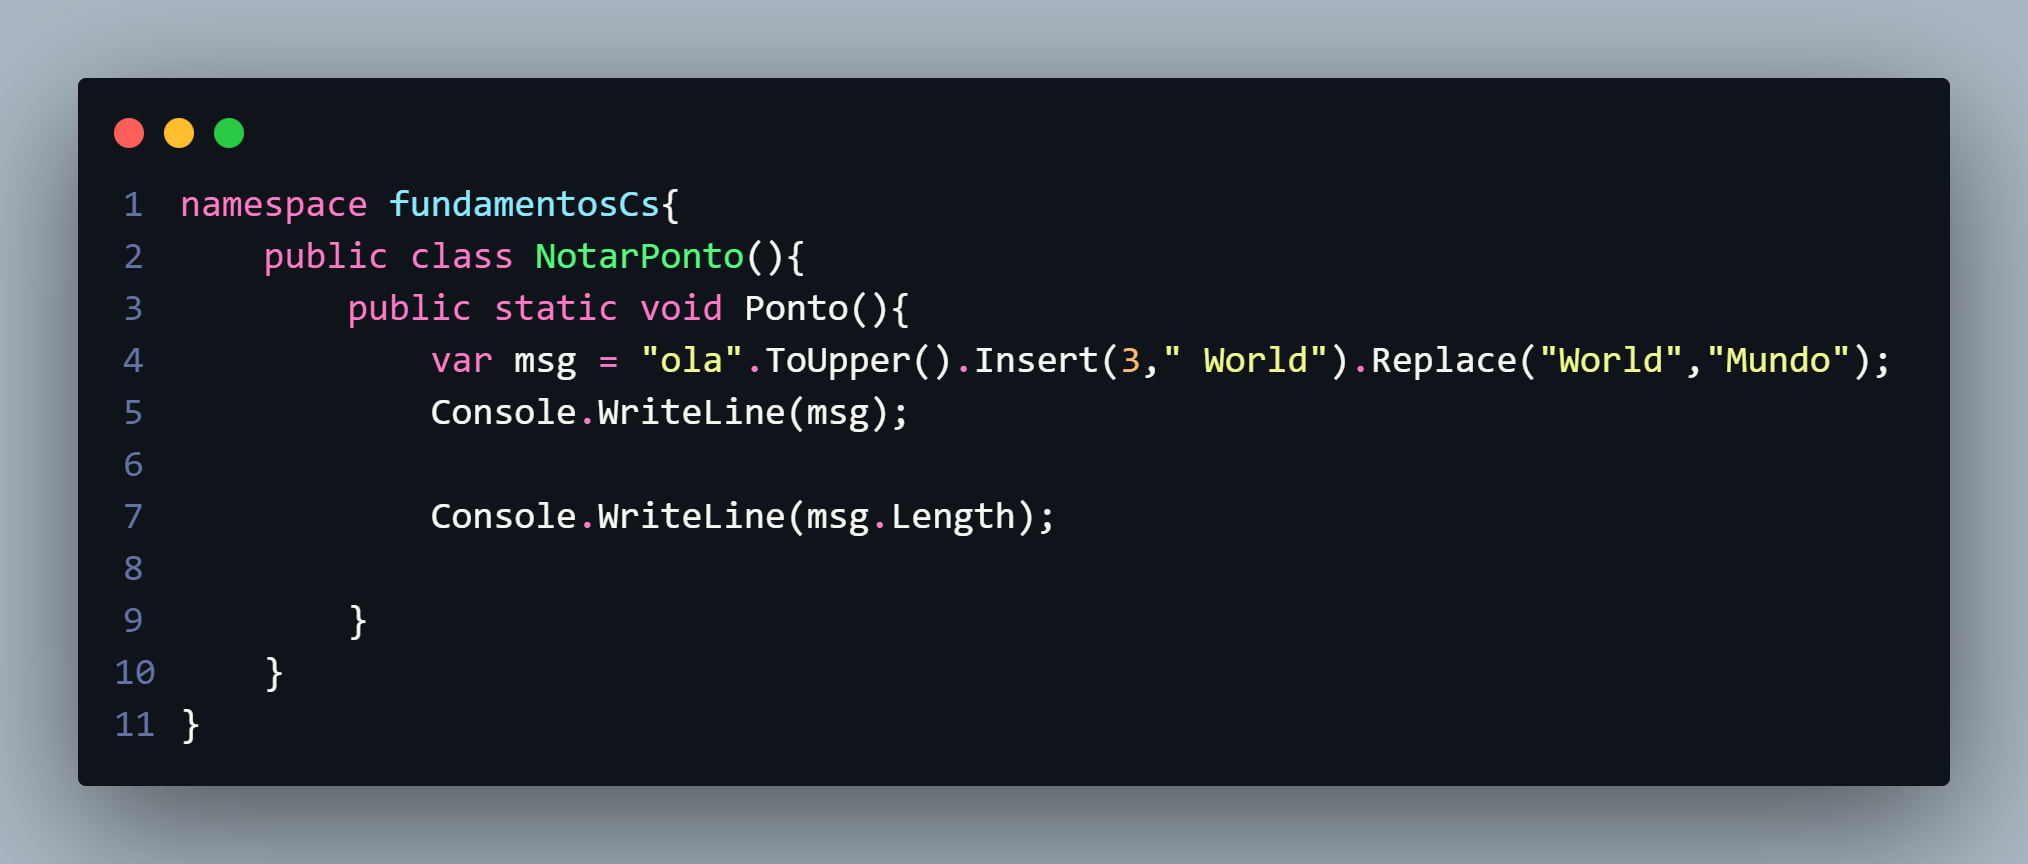 1 namespace fundamentosCs{
2     public class NotarPonto(){
3         public static void Ponto(){
4             var msg = "ola".ToUpper().Insert(3," World").Replace("World","Mundo");
5             Console.WriteLine(msg);
6
7             Console.WriteLine(msg.Length);
8
9         }
10     }
11 }